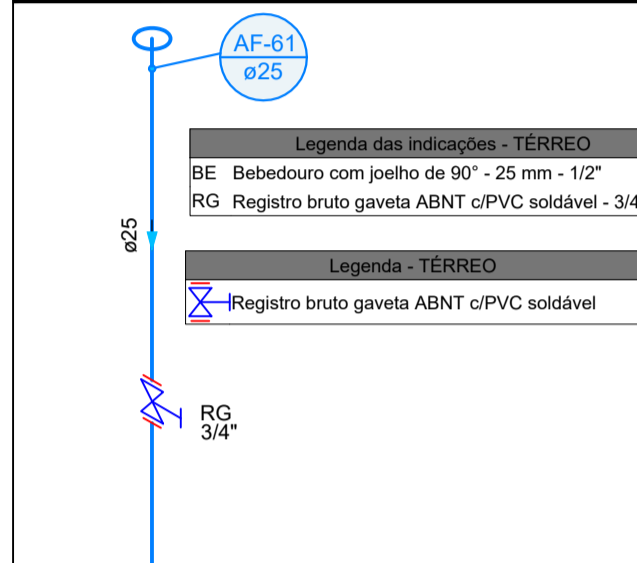 AF-61
ø25
Legenda das indicações - TÉRREO
BE Bebedouro com joelho de 90° - 25 mm - 1/2"
RG Registro bruto gaveta ABNT c/PVC soldável - 3/4
ø25
Legenda - TÉRREO
Registro bruto gaveta ABNT c/PVC soldável
RG
3/4"